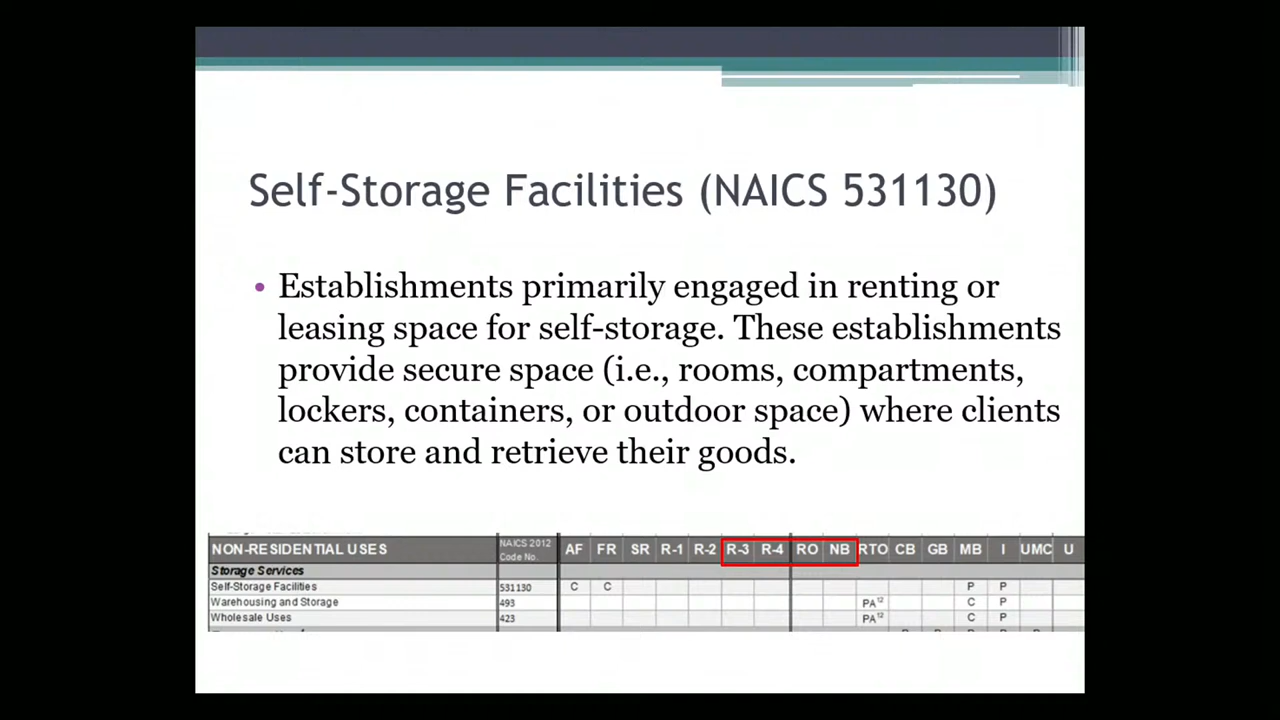 Self-Storage Facilities (NAICS 531130)
• Establishments primarily engaged in renting or
leasing space for self-storage. These establishments
provide secure space (i.e., rooms, compartments,
lockers, containers, or outdoor space) where clients
can store and retrieve their goods.
NON-RESIDENTIAL USES NAICS 2012 Code No. AF FR SR R-1 R-2 R-3 R-4 RO NB RTO CB GB MB I UMC U
Storage Services
Self-Storage Facilities 531130 C C P P
Warehousing and Storage 493 PA¹² C P
Wholesale Uses 423 PA¹² C P